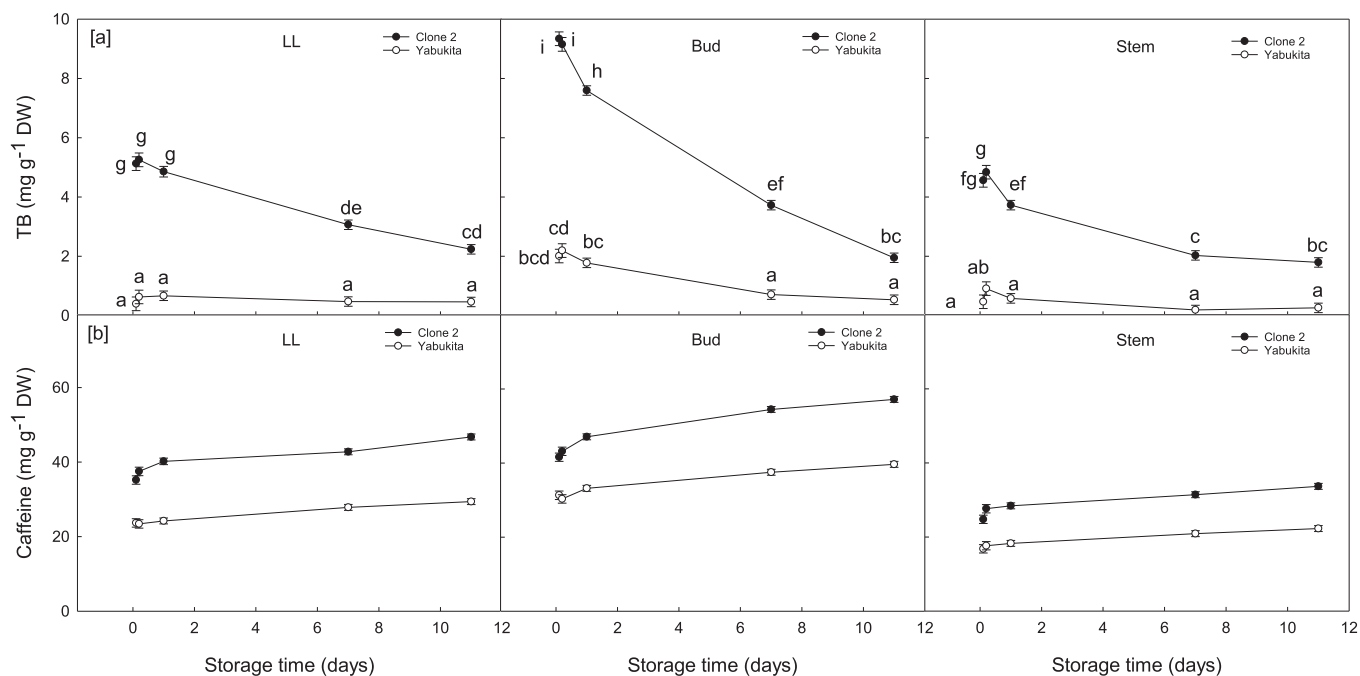 [a]
LL
Clone 2
Yabukita
Bud
Clone 2
Yabukita
Stem
Clone 2
Yabukita
TB (mg g⁻¹ DW)
10
8
6
4
2
0
g
g
g
de
cd
a
a
a
a
a
i
i
h
ef
bc
bcd
cd
bc
a
a
fg
g
ef
c
bc
a
ab
a
a
a
[b]
LL
Clone 2
Yabukita
Bud
Clone 2
Yabukita
Stem
Clone 2
Yabukita
Caffeine (mg g⁻¹ DW)
60
40
20
0
0 2 4 6 8 10 12
0 2 4 6 8 10 12
0 2 4 6 8 10 12
Storage time (days)
Storage time (days)
Storage time (days)